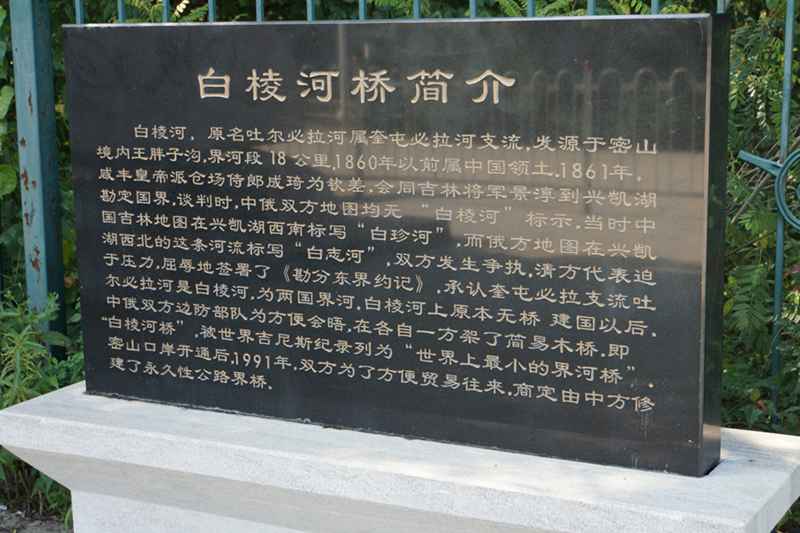 白棱河桥简介
白棱河，原名吐尔必拉河属奎屯必拉河支流，发源于密山
境内王胖子沟，界河段18公里，1860年以前属中国领土。1861年，
咸丰皇帝派仓场侍郎成琦为钦差，会同吉林将军景淳到兴凯湖
勘定国界。谈判时，中俄双方地图均无“白棱河”标示，当时中
国吉林地图在兴凯湖西南标写“白珍河”，而俄方地图在兴凯
湖西北的这条河流标写“白志河”，双方发生争执，清方代表迫
于压力，屈辱地签署了《勘分东界约记》，承认奎屯必拉支流吐
尔必拉河是白棱河，为两国界河，白棱河上原本无桥 建国以后，
中俄双方边防部队为方便会晤，在各自一方架了简易木桥，即
“白棱河桥”，被世界吉尼斯纪录列为“世界上最小的界河桥”.
密山口岸开通后，1991年，双方为了方便贸易往来，商定由中方修
建了永久性公路界桥.